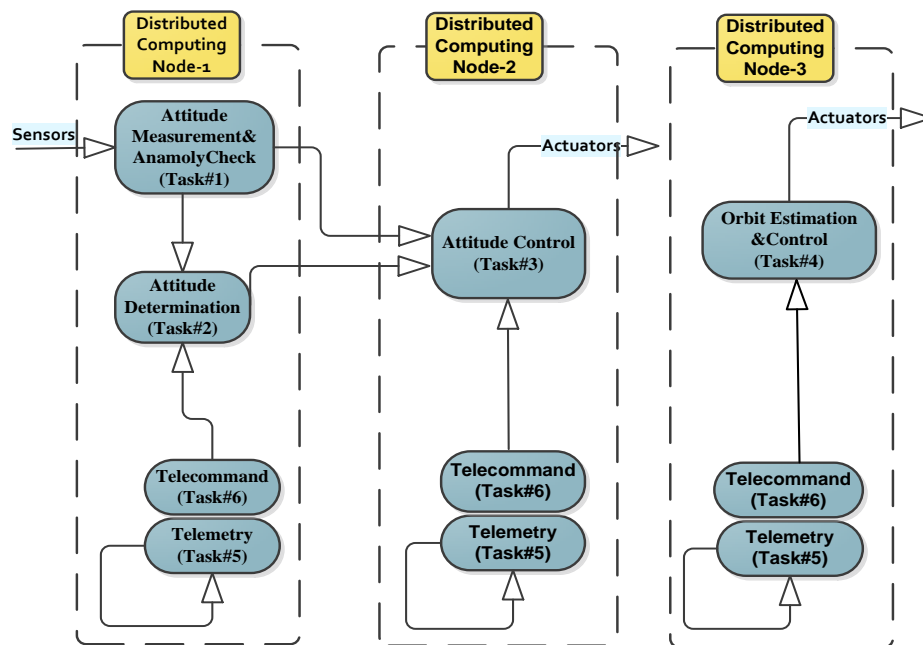 Distributed
Computing
Node-1
Sensors
Attitude
Measurement&
AnamolyCheck
(Task#1)
Attitude
Determination
(Task#2)
Telecommand
(Task#6)
Telemetry
(Task#5)
Distributed
Computing
Node-2
Actuators
Attitude Control
(Task#3)
Telecommand
(Task#6)
Telemetry
(Task#5)
Distributed
Computing
Node-3
Actuators
Orbit Estimation
&Control
(Task#4)
Telecommand
(Task#6)
Telemetry
(Task#5)